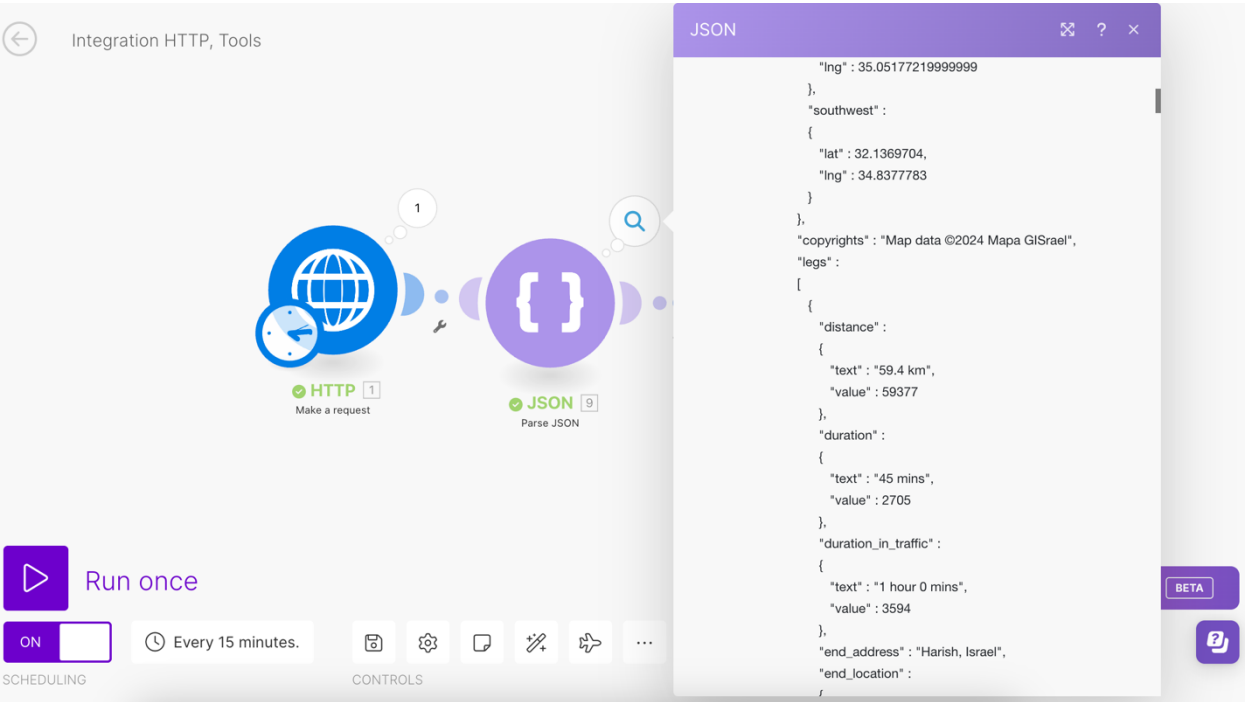 Integration HTTP, Tools
1
HTTP 1
Make a request
JSON 9
Parse JSON
Run once
ON
Every 15 minutes.
SCHEDULING
CONTROLS
JSON
?
"lng" : 35.05177219999999
},
"southwest" :
{
"lat" : 32.1369704,
"lng" : 34.8377783
}
},
"copyrights" : "Map data ©2024 Mapa GISrael",
"legs" :
[
{
"distance" :
{
"text" : "59.4 km",
"value" : 59377
},
"duration" :
{
"text" : "45 mins",
"value" : 2705
},
"duration_in_traffic" :
{
"text" : "1 hour 0 mins",
"value" : 3594
},
"end_address" : "Harish, Israel",
"end_location" :
{
BETA